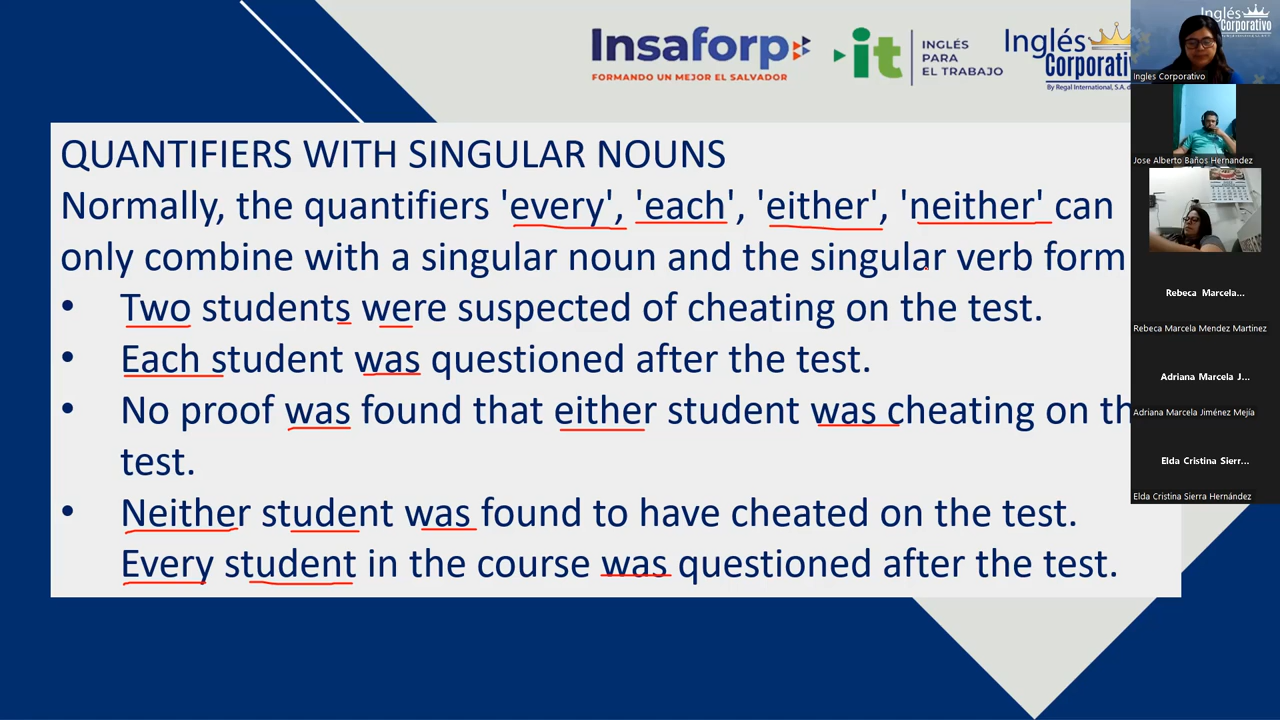 Insaforp
FORMANDO UN MEJOR EL SALVADOR
it
INGLÉS
PARA
EL TRABAJO
Inglés
Corporativ
By Regal International, S.A. d
QUANTIFIERS WITH SINGULAR NOUNS
Normally, the quantifiers 'every', 'each', 'either', 'neither' can
only combine with a singular noun and the singular verb form
• Two students were suspected of cheating on the test.
• Each student was questioned after the test.
• No proof was found that either student was cheating on th
test.
• Neither student was found to have cheated on the test.
Every student in the course was questioned after the test.
Inglés
Corporativo
Ingles Corporativo
Jose Alberto Baños Hernandez
Rebeca Marcela...
Rebeca Marcela Mendez Martinez
Adriana Marcela J...
Adriana Marcela Jiménez Mejía
Elda Cristina Sierr...
Elda Cristina Sierra Hernández